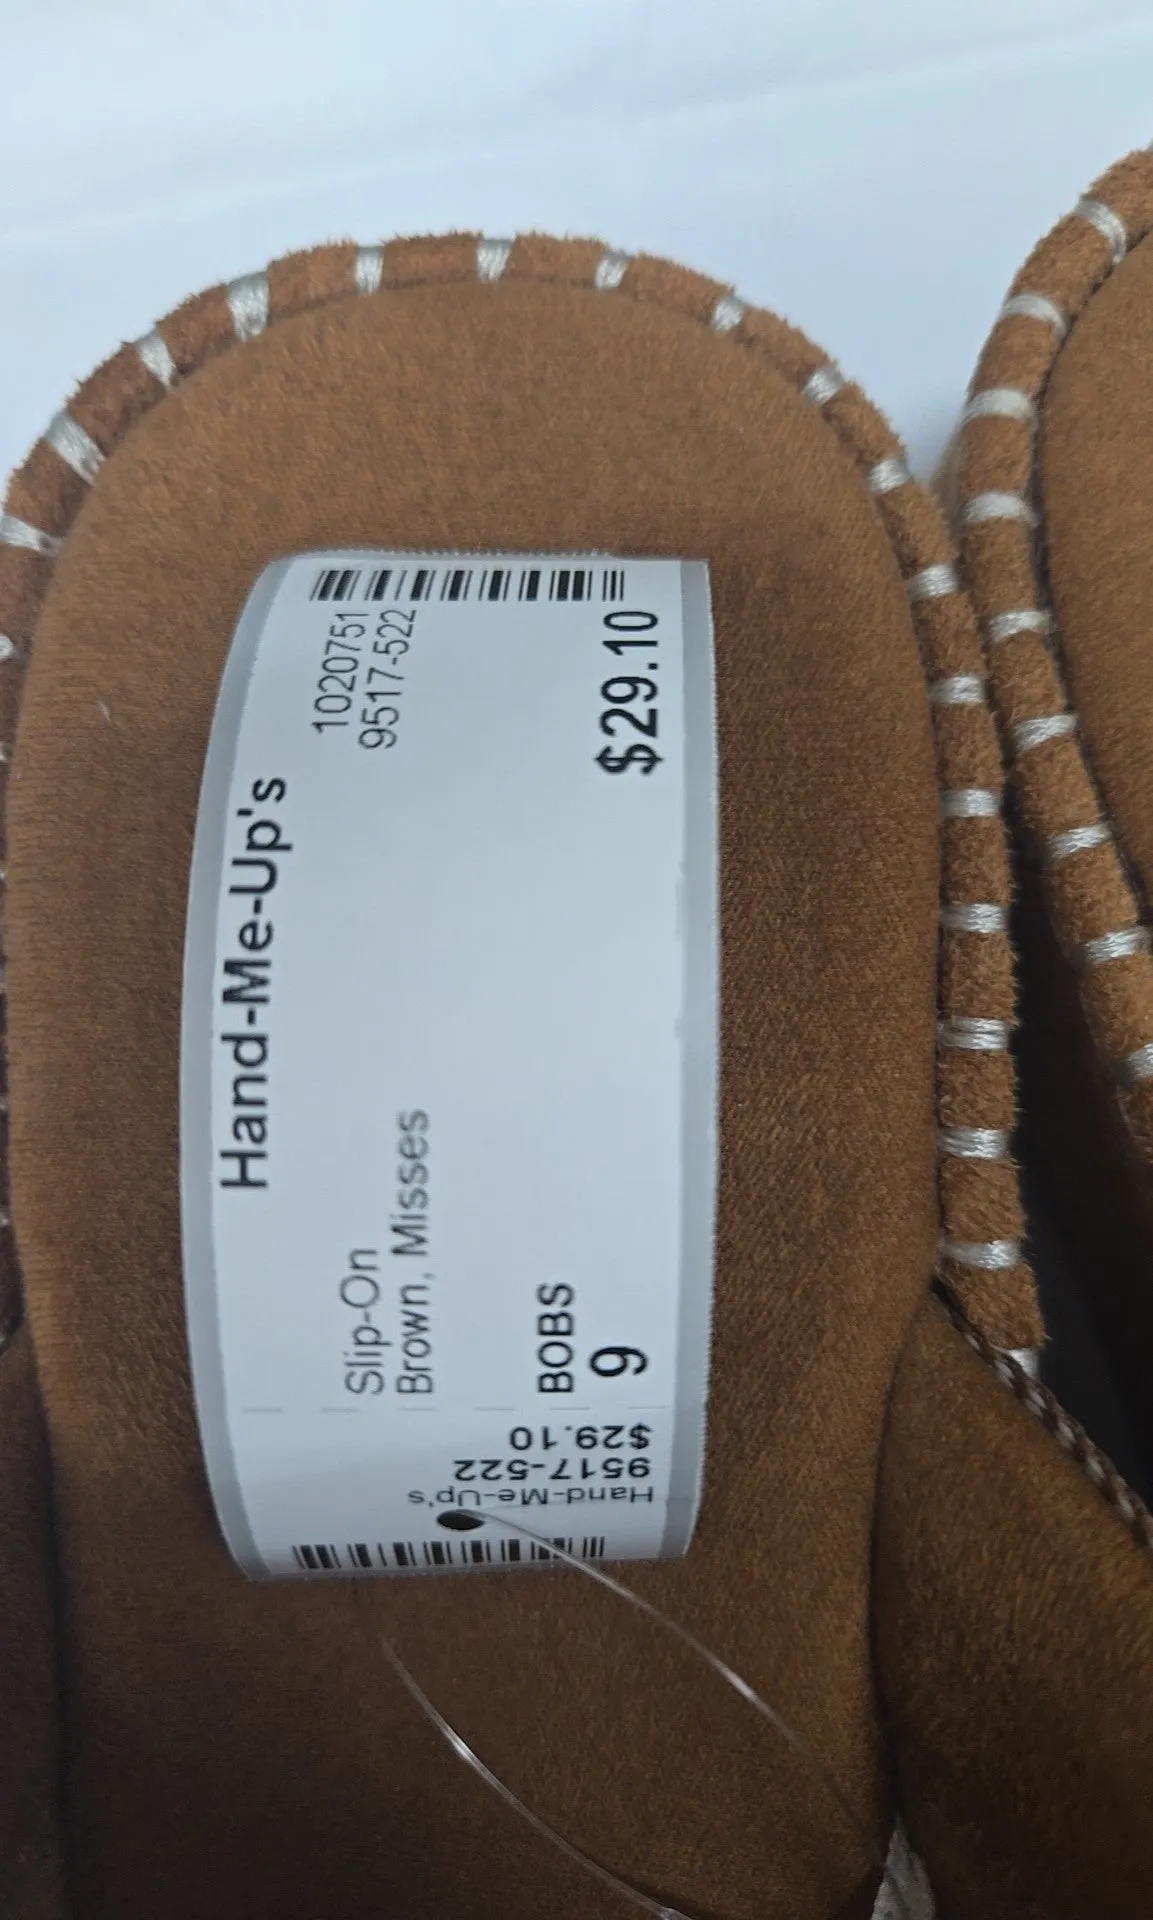 Hand-Me-Up's
1020751
9517-522
Slip-On
Brown, Misses
BOBS
9
$29.10
Hand-Me-Up's
9517-522
$29.10